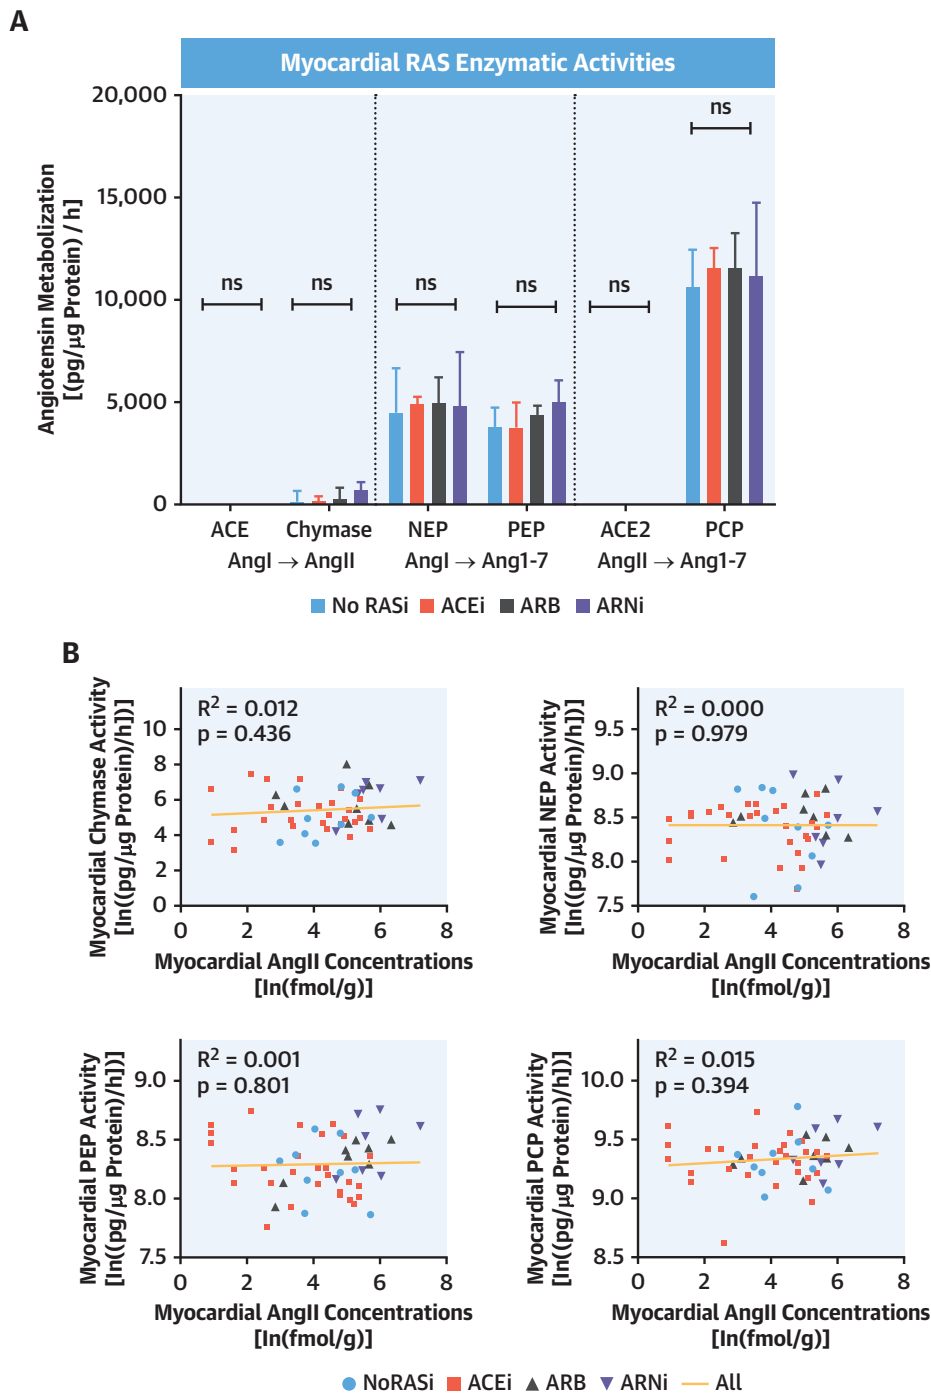 A
Myocardial RAS Enzymatic Activities
Angiotensin Metabolization
[(pg/μg Protein) / h]
20,000
15,000
10,000
5,000
0
ns
ns
ns
ns
ns
ns
ACE
Chymase
NEP
PEP
ACE2
PCP
AngI → AngII
AngI → Ang1-7
AngII → Ang1-7
No RASi
ACEi
ARB
ARNi
B
Myocardial Chymase Activity
[ln((pg/μg Protein)/h])]
R² = 0.012
p = 0.436
10
8
6
4
2
0
0 2 4 6 8
Myocardial AngII Concentrations
[ln(fmol/g)]
Myocardial NEP Activity
[ln((pg/μg Protein)/h])]
R² = 0.000
p = 0.979
9.5
9.0
8.5
8.0
7.5
0 2 4 6 8
Myocardial AngII Concentrations
[ln(fmol/g)]
Myocardial PEP Activity
[ln((pg/μg Protein)/h])]
R² = 0.001
p = 0.801
9.0
8.5
8.0
7.5
0 2 4 6 8
Myocardial AngII Concentrations
[ln(fmol/g)]
Myocardial PCP Activity
[ln((pg/μg Protein)/h])]
R² = 0.015
p = 0.394
10.0
9.5
9.0
8.5
0 2 4 6 8
Myocardial AngII Concentrations
[ln(fmol/g)]
NoRASi
ACEi
ARB
ARNi
All